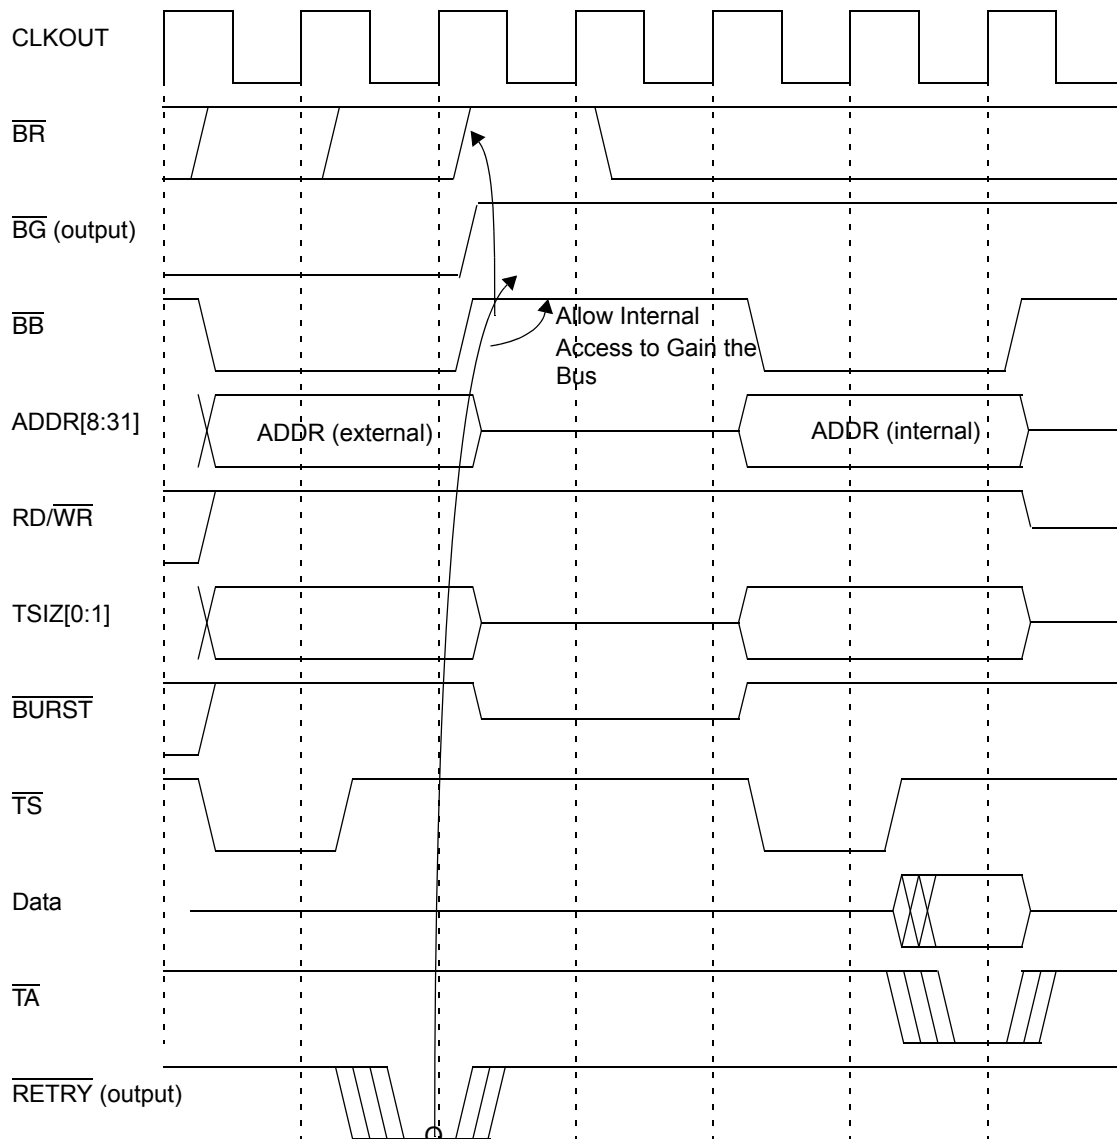 CLKOUT
BR
BG (output)
BB
Allow Internal
Access to Gain the
Bus
ADDR[8:31]
ADDR (external)
ADDR (internal)
RD/WR
TSIZ[0:1]
BURST
TS
Data
TA
RETRY (output)